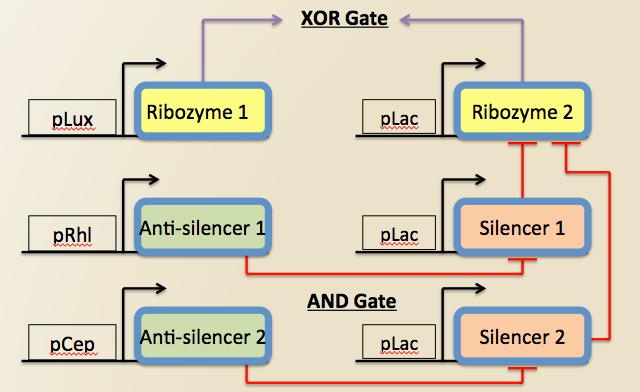 XOR Gate
pLux
Ribozyme 1
pLac
Ribozyme 2
pRhl
Anti-silencer 1
pLac
Silencer 1
AND Gate
pCep
Anti-silencer 2
pLac
Silencer 2